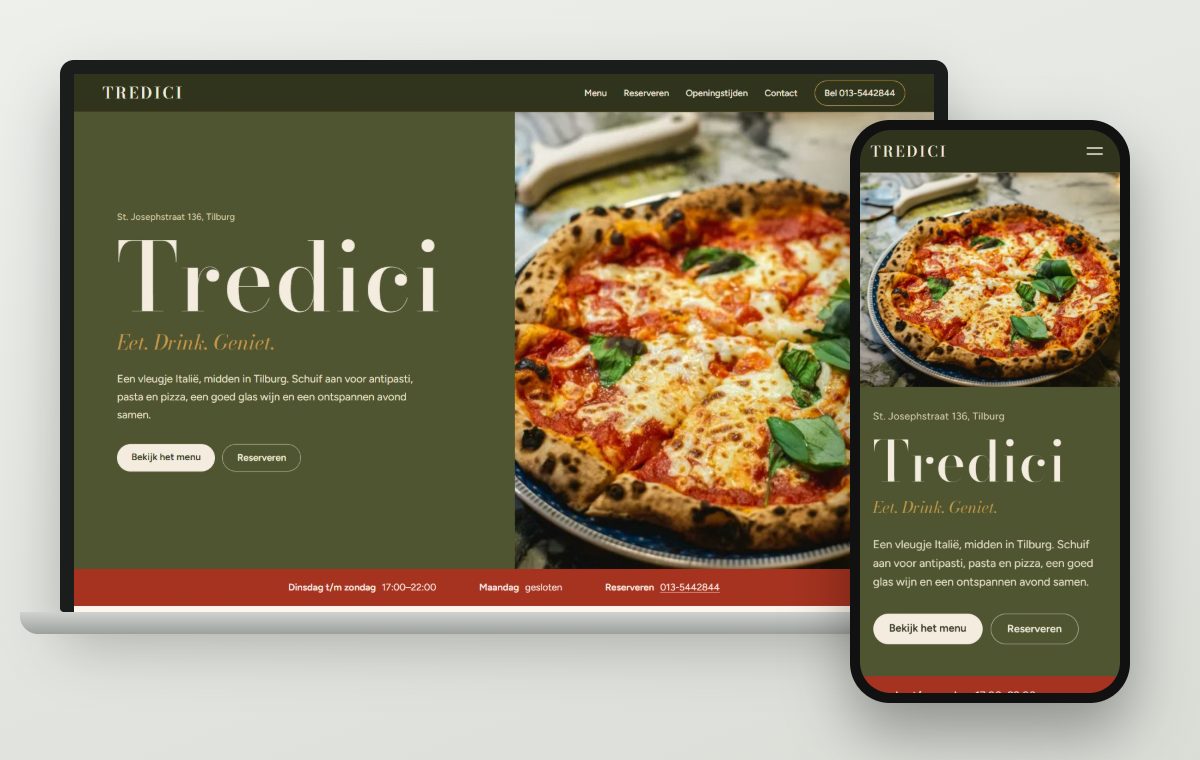 TREDICI
Menu Reserveren Openingstijden Contact Bel 013-5442844
St. Josephstraat 136, Tilburg
Tredici
Eet. Drink. Geniet.
Een vleugje Italië, midden in Tilburg. Schuif aan voor antipasti,
pasta en pizza, een goed glas wijn en een ontspannen avond
samen.
Bekijk het menu Reserveren
Dinsdag t/m zondag 17:00–22:00 Maandag gesloten Reserveren 013-5442844
TREDICI
St. Josephstraat 136, Tilburg
Tredici
Eet. Drink. Geniet.
Een vleugje Italië, midden in Tilburg. Schuif
aan voor antipasti, pasta en pizza, een goed
glas wijn en een ontspannen avond samen.
Bekijk het menu Reserveren